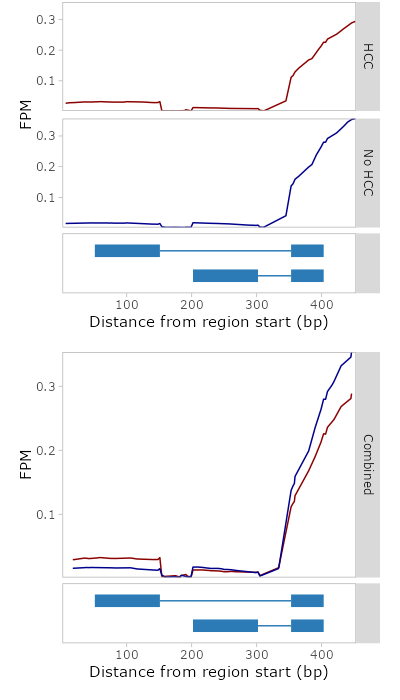 0.3
0.2
0.1
HCC
FPM
0.3
0.2
0.1
No HCC
100 200 300 400
Distance from region start (bp)
0.3
0.2
0.1
FPM
Combined
100 200 300 400
Distance from region start (bp)